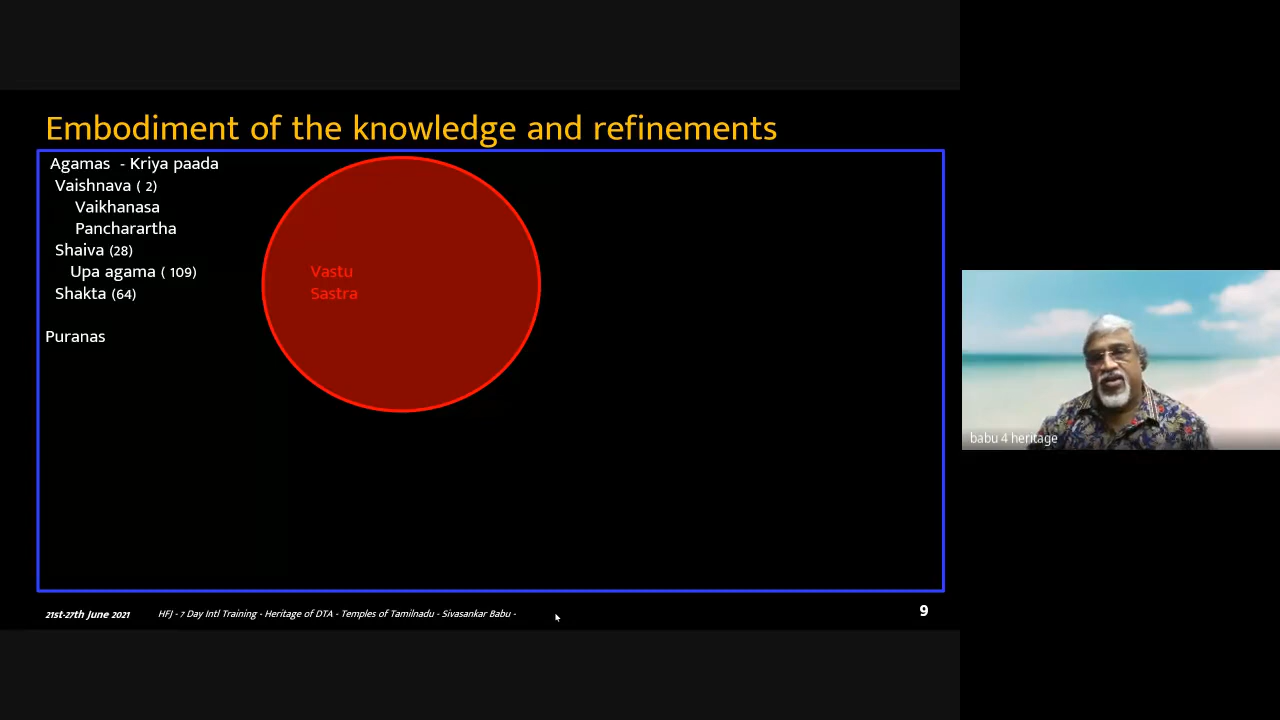 Embodiment of the knowledge and refinements
Agamas - Kriya paada
Vaishnava ( 2)
Vaikhanasa
Pancharartha
Shaiva (28)
Upa agama ( 109)
Shakta (64)
Puranas
Vastu
Sastra
babu 4 heritage
21st-27th June 2021
HFJ - 7 Day Intl Training - Heritage of DTA - Temples of Tamilnadu - Sivasankar Babu -
9